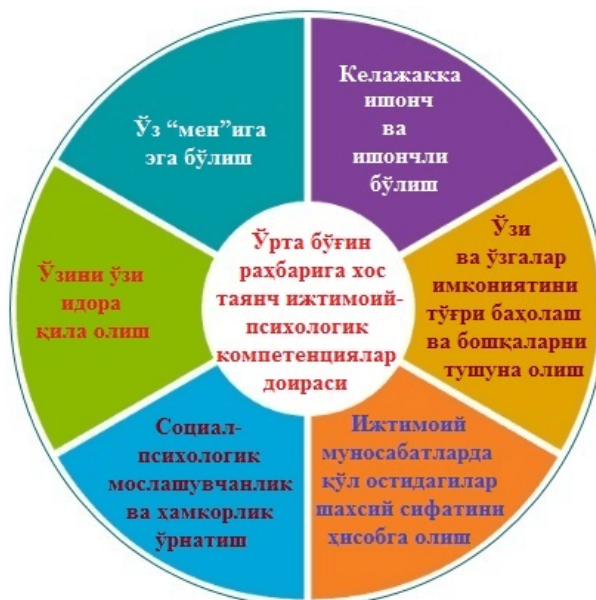 Ўрта бўғин
раҳбарига хос
таянч ижтимоий-
психологик
компетенциялар
доираси
Келажакка
ишонч
ва
ишончли
бўлиш
Ўзи
ва ўзгалар
имкониятини
тўғри баҳолаш
ва бошқаларни
тушуна олиш
Ижтимоий
муносабатларда
қўл остидагилар
шахсий сифатини
ҳисобга олиш
Социал-
психологик
мослашувчанлик
ва ҳамкорлик
ўрнатиш
Ўзини ўзи
идора
қила олиш
Ўз “мен”ига
эга бўлиш